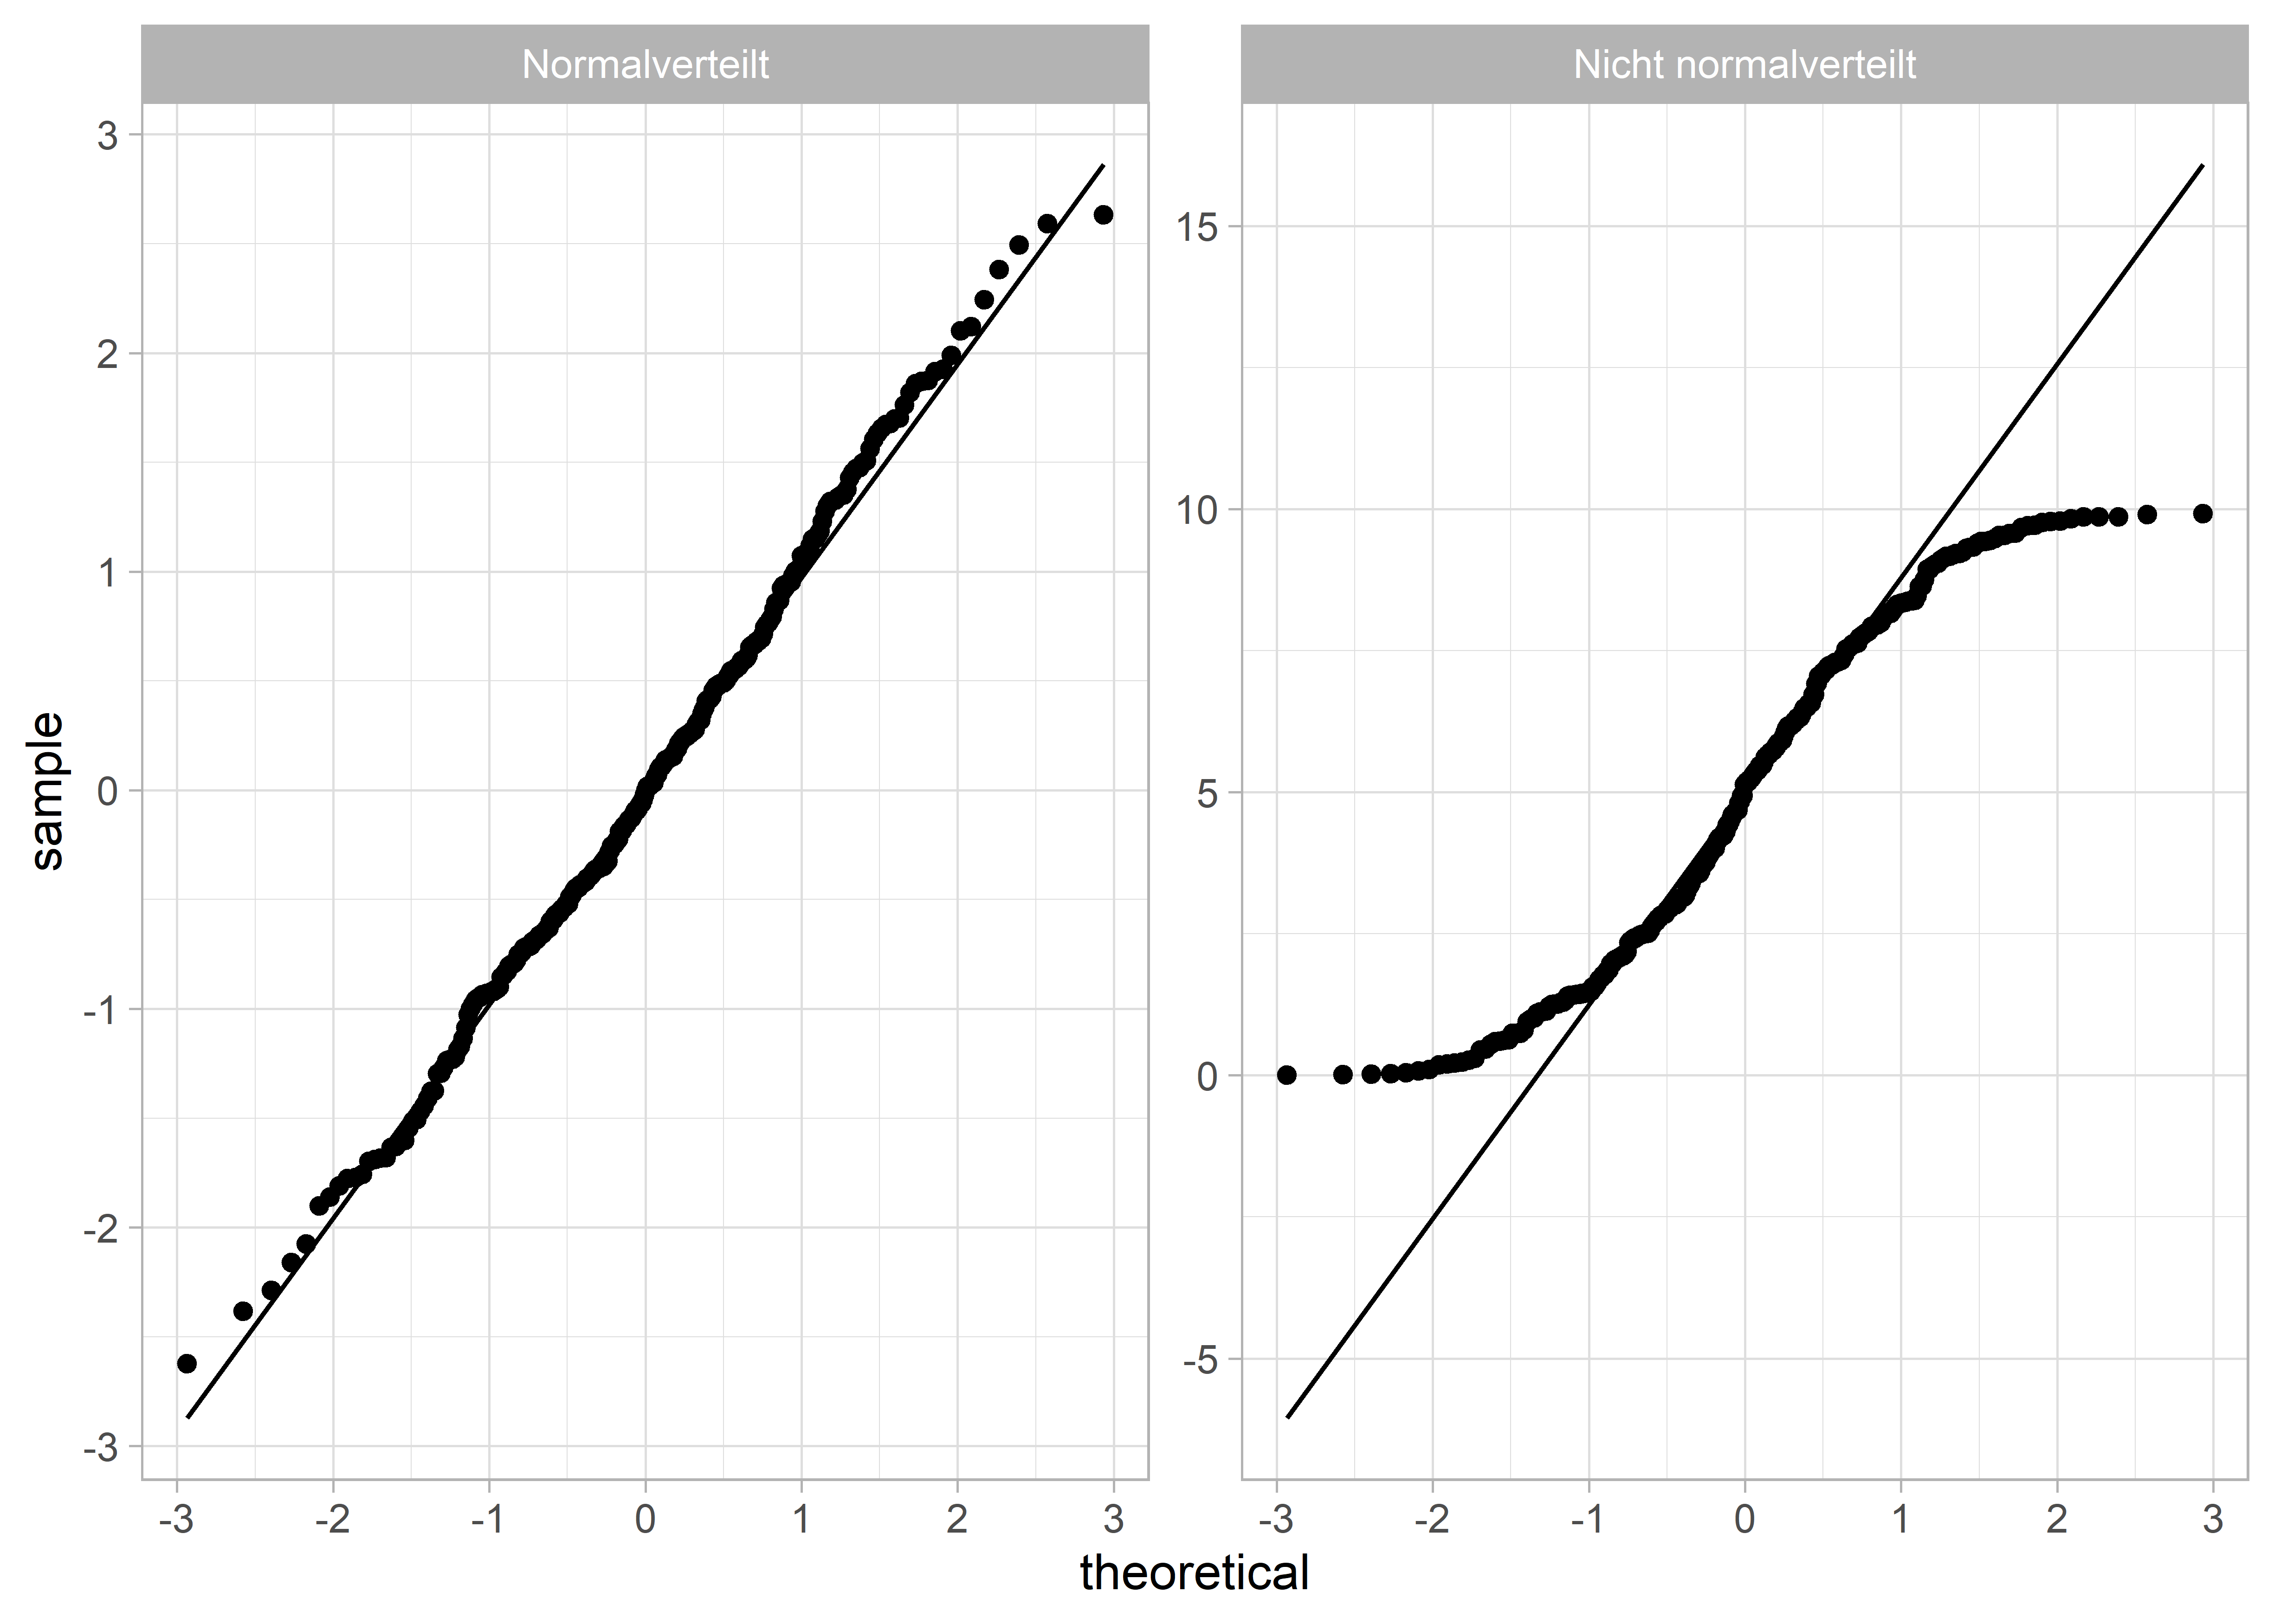 Normalverteilt
Nicht normalverteilt
sample
3
2
1
0
-1
-2
-3
15
10
5
0
-5
-3 -2 -1 0 1 2 3
-3 -2 -1 0 1 2 3
theoretical